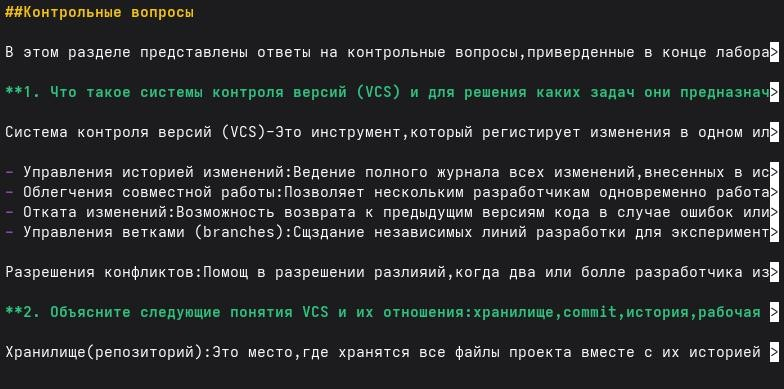 ##Контрольные вопросы
В этом разделе представлены ответы на контрольные вопросы,приверденные в конце лабора>
**1. Что такое системы контроля версий (VCS) и для решения каких задач они предназнач>
Система контроля версий (VCS)-Это инструмент,который регистирует изменения в одном ил>
- Управления историей изменений:Ведение полного журнала всех изменений,внесенных в ис>
- Облегчения совместной работы:Позволяет нескольким разработчикам одновременно работа>
- Отката изменений:Возможность возврата к предыдущим версиям кода в случае ошибок или>
- Управления ветками (branches):Сщздание независимых линий разработки для эксперимент>
Разрешения конфликтов:Помощ в разрешении разлияий,когда два или болле разработчика из>
**2. Объясните следующие понятия VCS и их отношения:хранилище,commit,история,рабочая >
Хранилище(репозиторий):Это место,где хранятся все файлы проекта вместе с их историей >